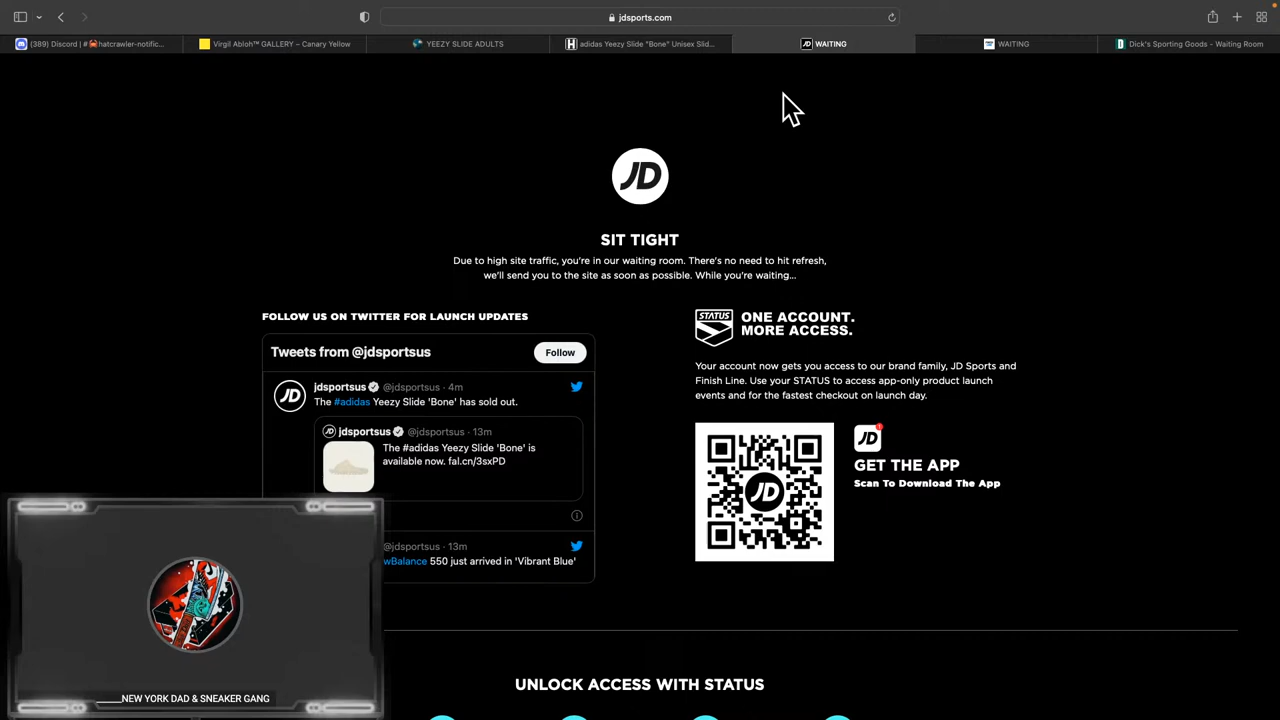 jdsports.com
(389) Discord | #🦀hatcrawler-notific...
Virgil Abloh™ GALLERY – Canary Yellow
YEEZY SLIDE ADULTS
H
adidas Yeezy Slide "Bone" Unisex Slid...
JD
WAITING
WAITING
Dick's Sporting Goods - Waiting Room
JD
SIT TIGHT
Due to high site traffic, you're in our waiting room. There's no need to hit refresh,
we'll send you to the site as soon as possible. While you're waiting...
FOLLOW US ON TWITTER FOR LAUNCH UPDATES
Tweets from @jdsportsus
Follow
JD
jdsportsus @jdsportsus · 4m
The #adidas Yeezy Slide 'Bone' has sold out.
JD jdsportsus @jdsportsus · 13m
The #adidas Yeezy Slide 'Bone' is
available now. fal.cn/3sxPD
@jdsportsus · 13m
wBalance 550 just arrived in 'Vibrant Blue'
STATUS
ONE ACCOUNT.
MORE ACCESS.
Your account now gets you access to our brand family, JD Sports and
Finish Line. Use your STATUS to access app-only product launch
events and for the fastest checkout on launch day.
JD
JD
GET THE APP
Scan To Download The App
______NEW YORK DAD & SNEAKER GANG
UNLOCK ACCESS WITH STATUS